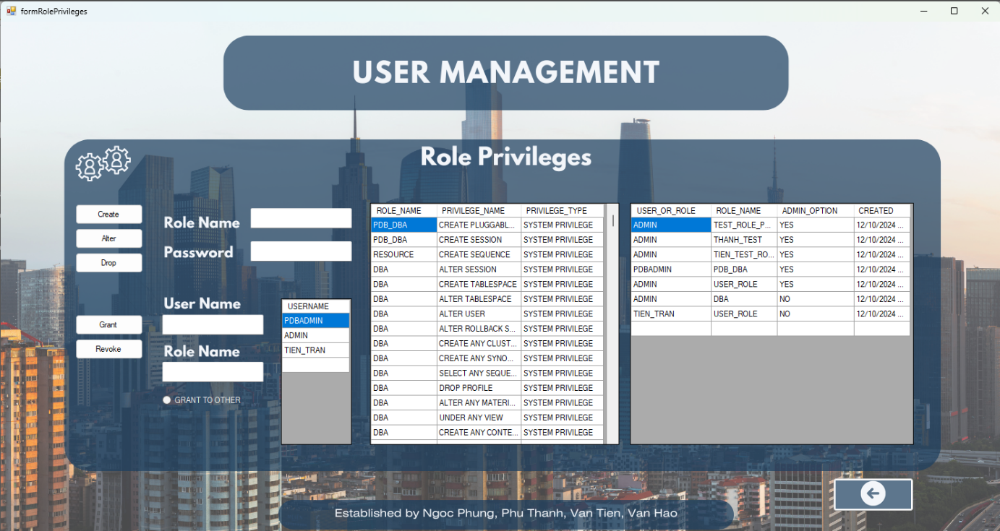 formRolePrivileges
USER MANAGEMENT
Role Privileges
Create
Alter
Drop
Role Name
Password
User Name
Grant
Revoke
Role Name
GRANT TO OTHER
USERNAME
PDBADMIN
ADMIN
TIEN_TRAN
ROLE_NAME PRIVILEGE_NAME PRIVILEGE_TYPE
PDB_DBA CREATE PLUGGABL... SYSTEM PRIVILEGE
PDB_DBA CREATE SESSION SYSTEM PRIVILEGE
RESOURCE CREATE SEQUENCE SYSTEM PRIVILEGE
DBA ALTER SESSION SYSTEM PRIVILEGE
DBA CREATE TABLESPACE SYSTEM PRIVILEGE
DBA ALTER TABLESPACE SYSTEM PRIVILEGE
DBA ALTER USER SYSTEM PRIVILEGE
DBA ALTER ROLLBACK S... SYSTEM PRIVILEGE
DBA CREATE ANY CLUST... SYSTEM PRIVILEGE
DBA CREATE ANY SYNO... SYSTEM PRIVILEGE
DBA SELECT ANY SEQUE... SYSTEM PRIVILEGE
DBA DROP PROFILE SYSTEM PRIVILEGE
DBA ALTER ANY MATERI... SYSTEM PRIVILEGE
DBA UNDER ANY VIEW SYSTEM PRIVILEGE
DBA CREATE ANY CONTE... SYSTEM PRIVILEGE
USER_OR_ROLE ROLE_NAME ADMIN_OPTION CREATED
ADMIN TEST_ROLE_P... YES 12/10/2024 ...
ADMIN THANH_TEST YES 12/10/2024 ...
ADMIN TIEN_TEST_RO... YES 12/10/2024 ...
PDBADMIN PDB_DBA YES 12/10/2024 ...
ADMIN USER_ROLE YES 12/10/2024 ...
ADMIN DBA NO 12/10/2024 ...
TIEN_TRAN USER_ROLE NO 12/10/2024 ...
Established by Ngoc Phung, Phu Thanh, Van Tien, Van Hao